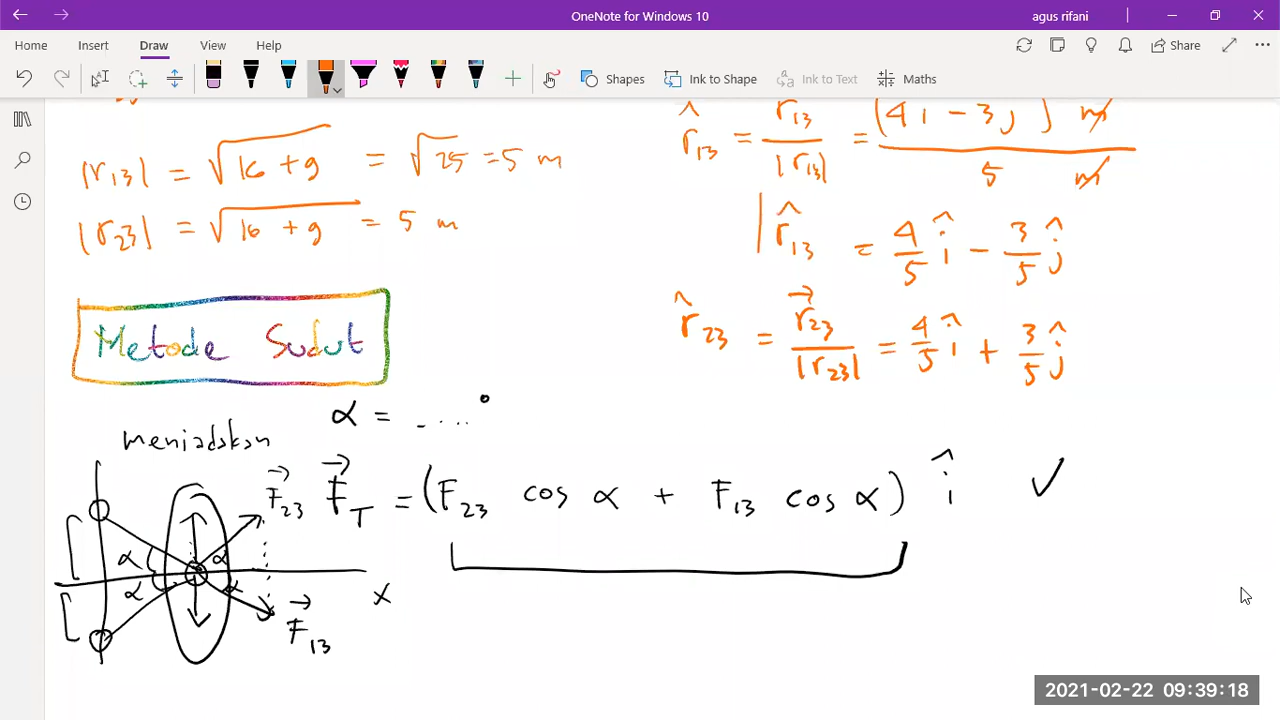 OneNote for Windows 10
agus rifani
Home Insert Draw View Help
Share
Shapes
Ink to Shape
Ink to Text
Maths
|r₁₃| = √16 + 9 = √25 = 5 m
|r₂₃| = √16 + 9 = 5 m
r̂₁₃ = r₁₃ / |r₁₃| = (4i - 3j) m / 5 m
r̂₁₃ = 4/5 î - 3/5 ĵ
r̂₂₃ = r⃗₂₃ / |r₂₃| = 4/5 î + 3/5 ĵ
Metode Sudut
α = .....°
meniadakan
F⃗₂₃
F⃗_T = (F₂₃ cos α + F₁₃ cos α) î ✓
α α
α α
x
F⃗₁₃
2021-02-22 09:39:18